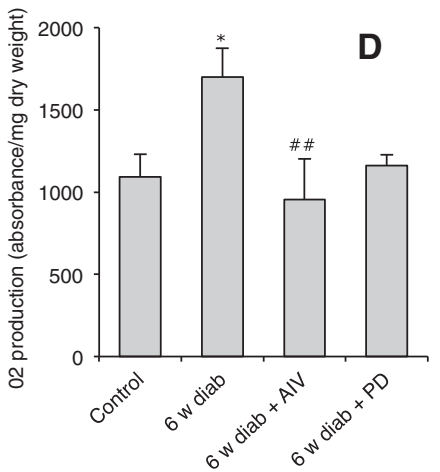 D
02 production (absorbance/mg dry weight)
2000
1500
1000
500
0
*
##
Control
6 w diab
6 w diab + AIV
6 w diab + PD